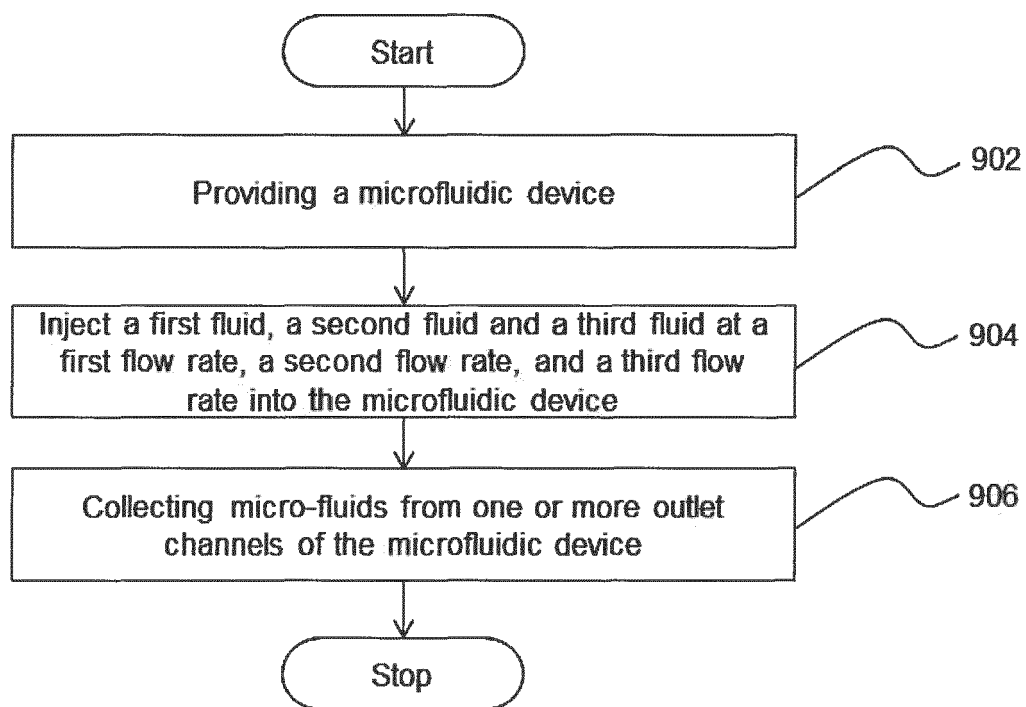 Start
Providing a microfluidic device
902
Inject a first fluid, a second fluid and a third fluid at a
first flow rate, a second flow rate, and a third flow
rate into the microfluidic device
904
Collecting micro-fluids from one or more outlet
channels of the microfluidic device
906
Stop